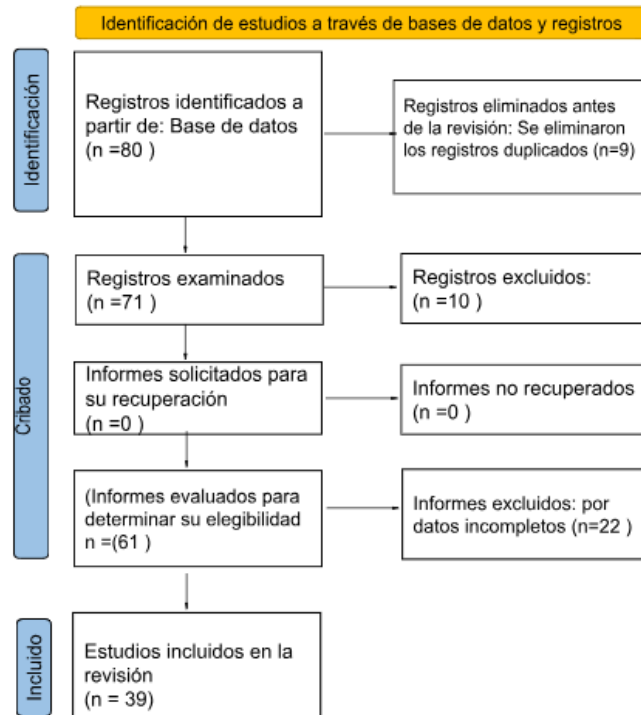 Identificación de estudios a través de bases de datos y registros
Identificación
Registros identificados a
partir de: Base de datos
(n =80 )
Registros eliminados antes
de la revisión: Se eliminaron
los registros duplicados (n=9)
Cribado
Registros examinados
(n =71 )
Registros excluidos:
(n =10 )
Informes solicitados para
su recuperación
(n =0 )
Informes no recuperados
(n =0 )
(Informes evaluados para
determinar su elegibilidad
n =(61 )
Informes excluidos: por
datos incompletos (n=22 )
Incluido
Estudios incluidos en la
revisión
(n = 39)